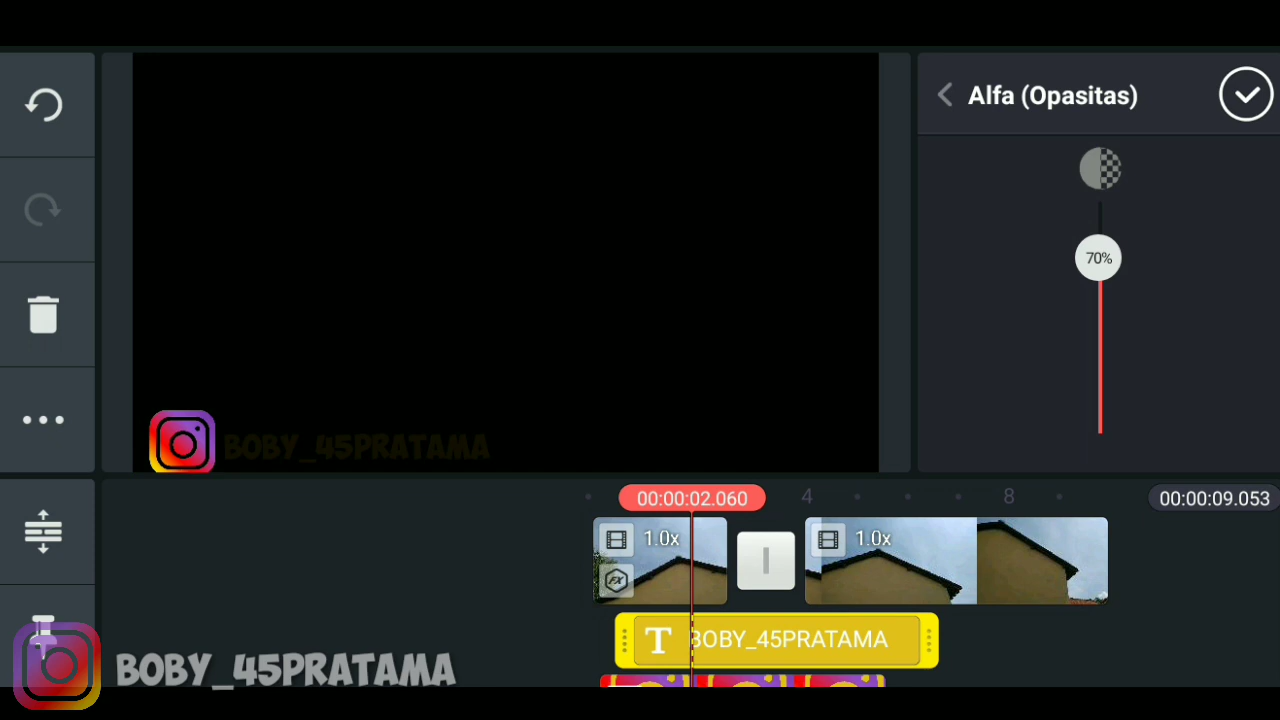 Alfa (Opasitas)
70%
BOBY_45PRATAMA
00:00:02.060
4
8
00:00:09.053
1.0x
1.0x
FX
T BOBY_45PRATAMA
BOBY_45PRATAMA